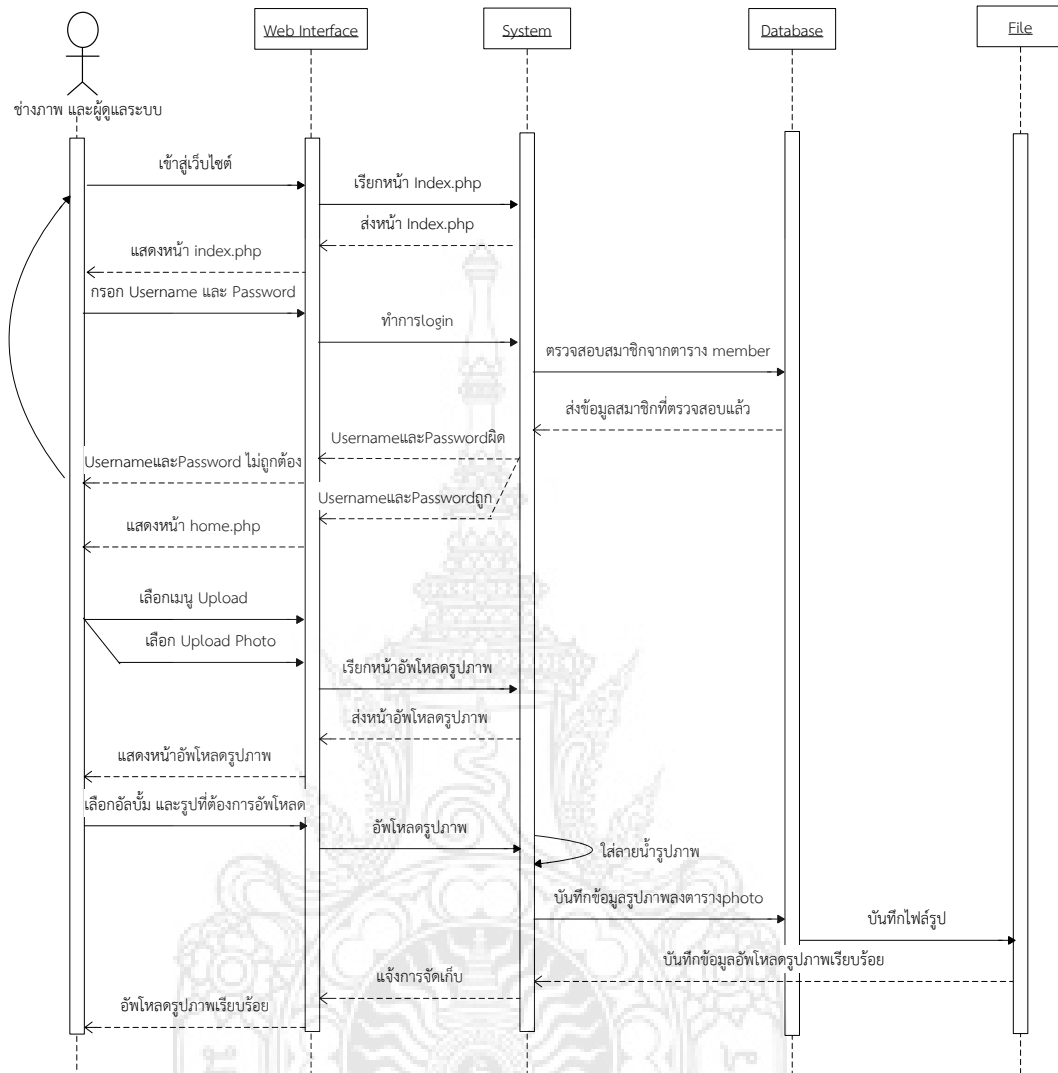 Web Interface
System
Database
File
ช่างภาพ และผู้ดูแลระบบ
เข้าสู่เว็บไซต์
เรียกหน้า Index.php
ส่งหน้า Index.php
แสดงหน้า index.php
กรอก Username และ Password
ทำการlogin
ตรวจสอบสมาชิกจากตาราง member
ส่งข้อมูลสมาชิกที่ตรวจสอบแล้ว
UsernameและPasswordผิด
UsernameและPassword ไม่ถูกต้อง
UsernameและPasswordถูก
แสดงหน้า home.php
เลือกเมนู Upload
เลือก Upload Photo
เรียกหน้าอัพโหลดรูปภาพ
ส่งหน้าอัพโหลดรูปภาพ
แสดงหน้าอัพโหลดรูปภาพ
เลือกอัลบั้ม และรูปที่ต้องการอัพโหลด
อัพโหลดรูปภาพ
ใส่ลายน้ำรูปภาพ
บันทึกข้อมูลรูปภาพลงตารางphoto
บันทึกไฟล์รูป
บันทึกข้อมูลอัพโหลดรูปภาพเรียบร้อย
แจ้งการจัดเก็บ
อัพโหลดรูปภาพเรียบร้อย